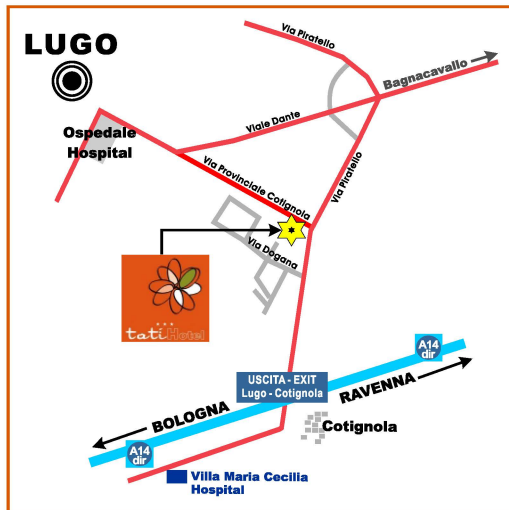 LUGO
Via Piratello
Bagnacavallo
Viale Dante
Ospedale
Hospital
Via Provinciale Cotignola
Via Piratello
Via Dogana
tati Hotel
A14
dir
USCITA - EXIT
Lugo - Cotignola
RAVENNA
BOLOGNA
Cotignola
A14
dir
Villa Maria Cecilia
Hospital